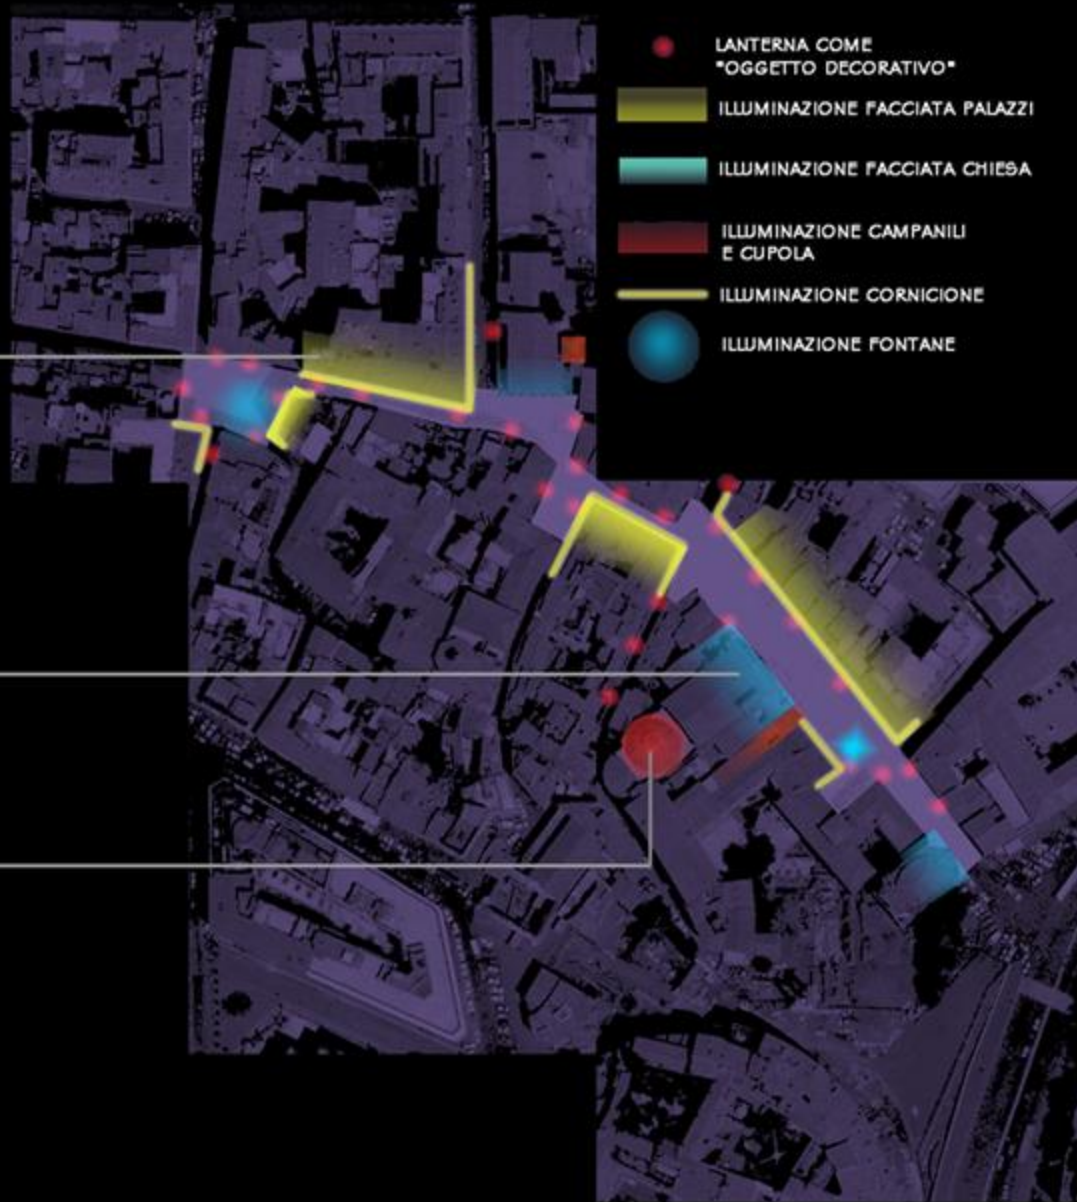 LANTERNA COME
"OGGETTO DECORATIVO"
ILLUMINAZIONE FACCIATA PALAZZI
ILLUMINAZIONE FACCIATA CHIESA
ILLUMINAZIONE CAMPANILI
E CUPOLA
ILLUMINAZIONE CORNICIONE
ILLUMINAZIONE FONTANE